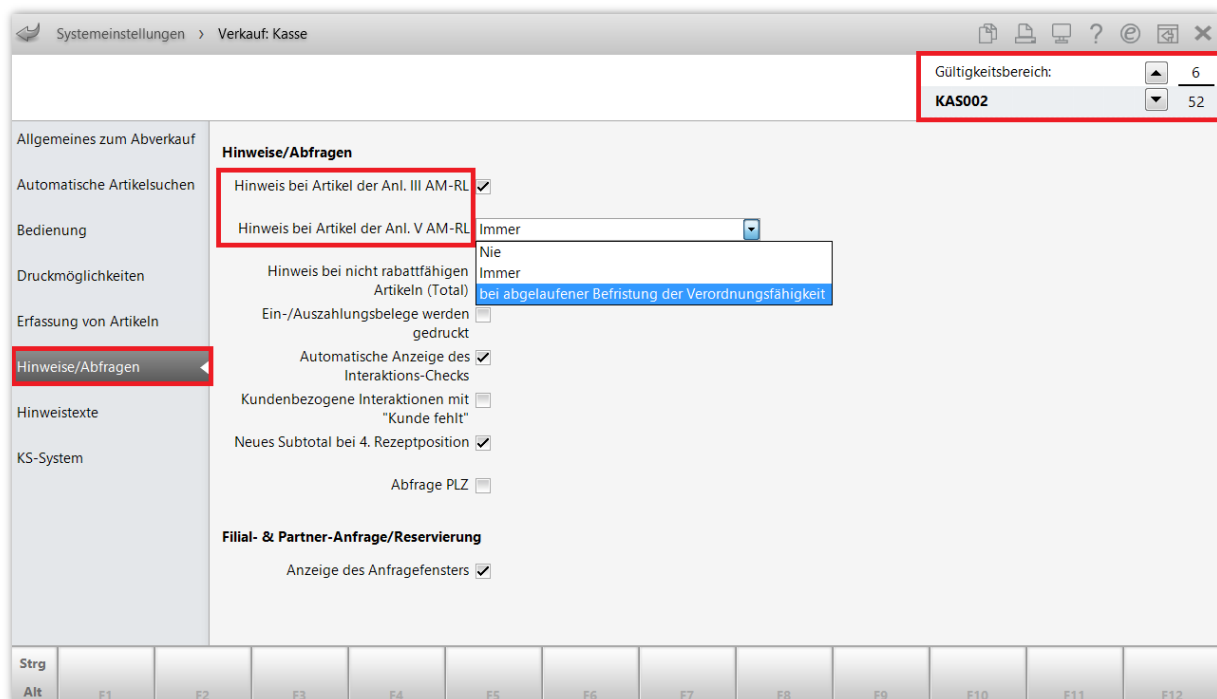 Systemeinstellungen › Verkauf: Kasse
Gültigkeitsbereich: 6
KAS002 52
Allgemeines zum Abverkauf
Automatische Artikelsuchen
Bedienung
Druckmöglichkeiten
Erfassung von Artikeln
Hinweise/Abfragen
Hinweistexte
KS-System
Hinweise/Abfragen
Hinweis bei Artikel der Anl. III AM-RL
Hinweis bei Artikel der Anl. V AM-RL Immer
Nie
Immer
bei abgelaufener Befristung der Verordnungsfähigkeit
Hinweis bei nicht rabattfähigen
Artikeln (Total)
Ein-/Auszahlungsbelege werden
gedruckt
Automatische Anzeige des
Interaktions-Checks
Kundenbezogene Interaktionen mit
"Kunde fehlt"
Neues Subtotal bei 4. Rezeptposition
Abfrage PLZ
Filial- & Partner-Anfrage/Reservierung
Anzeige des Anfragefensters
Strg
Alt F1 F2 F3 F4 F5 F6 F7 F8 F9 F10 F11 F12